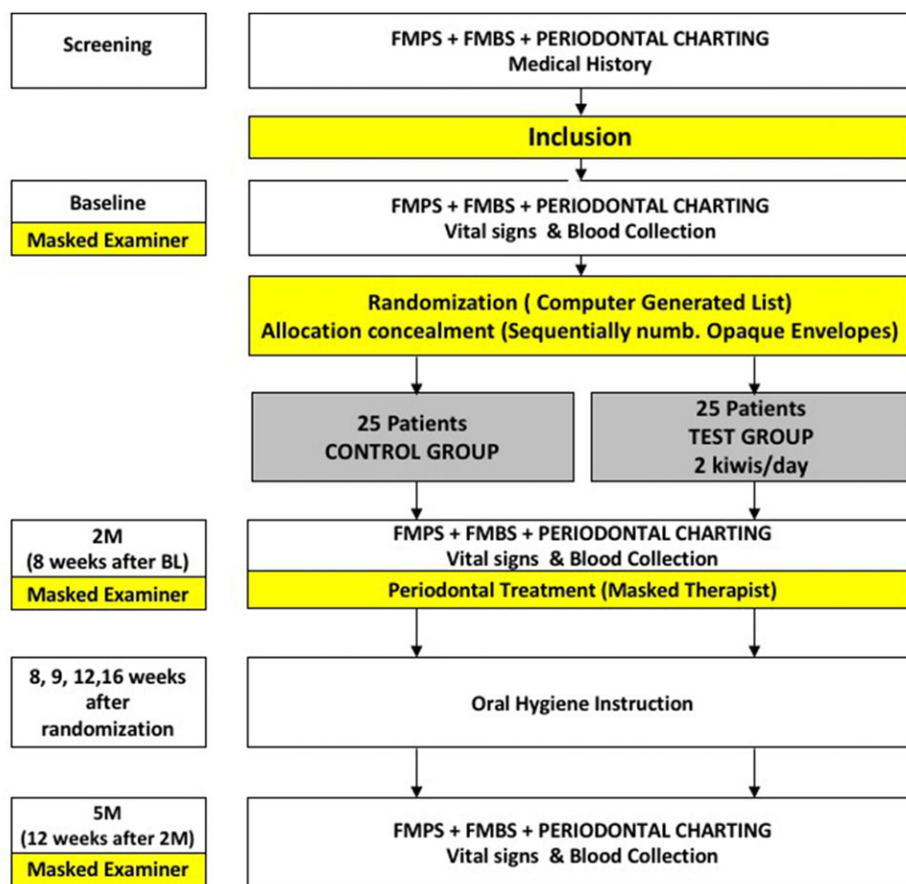 Screening
FMPS + FMBS + PERIODONTAL CHARTING
Medical History
Inclusion
Baseline
Masked Examiner
FMPS + FMBS + PERIODONTAL CHARTING
Vital signs & Blood Collection
Randomization ( Computer Generated List)
Allocation concealment (Sequentially numb. Opaque Envelopes)
25 Patients
CONTROL GROUP
25 Patients
TEST GROUP
2 kiwis/day
2M
(8 weeks after BL)
Masked Examiner
FMPS + FMBS + PERIODONTAL CHARTING
Vital signs & Blood Collection
Periodontal Treatment (Masked Therapist)
8, 9, 12,16 weeks
after
randomization
Oral Hygiene Instruction
5M
(12 weeks after 2M)
Masked Examiner
FMPS + FMBS + PERIODONTAL CHARTING
Vital signs & Blood Collection